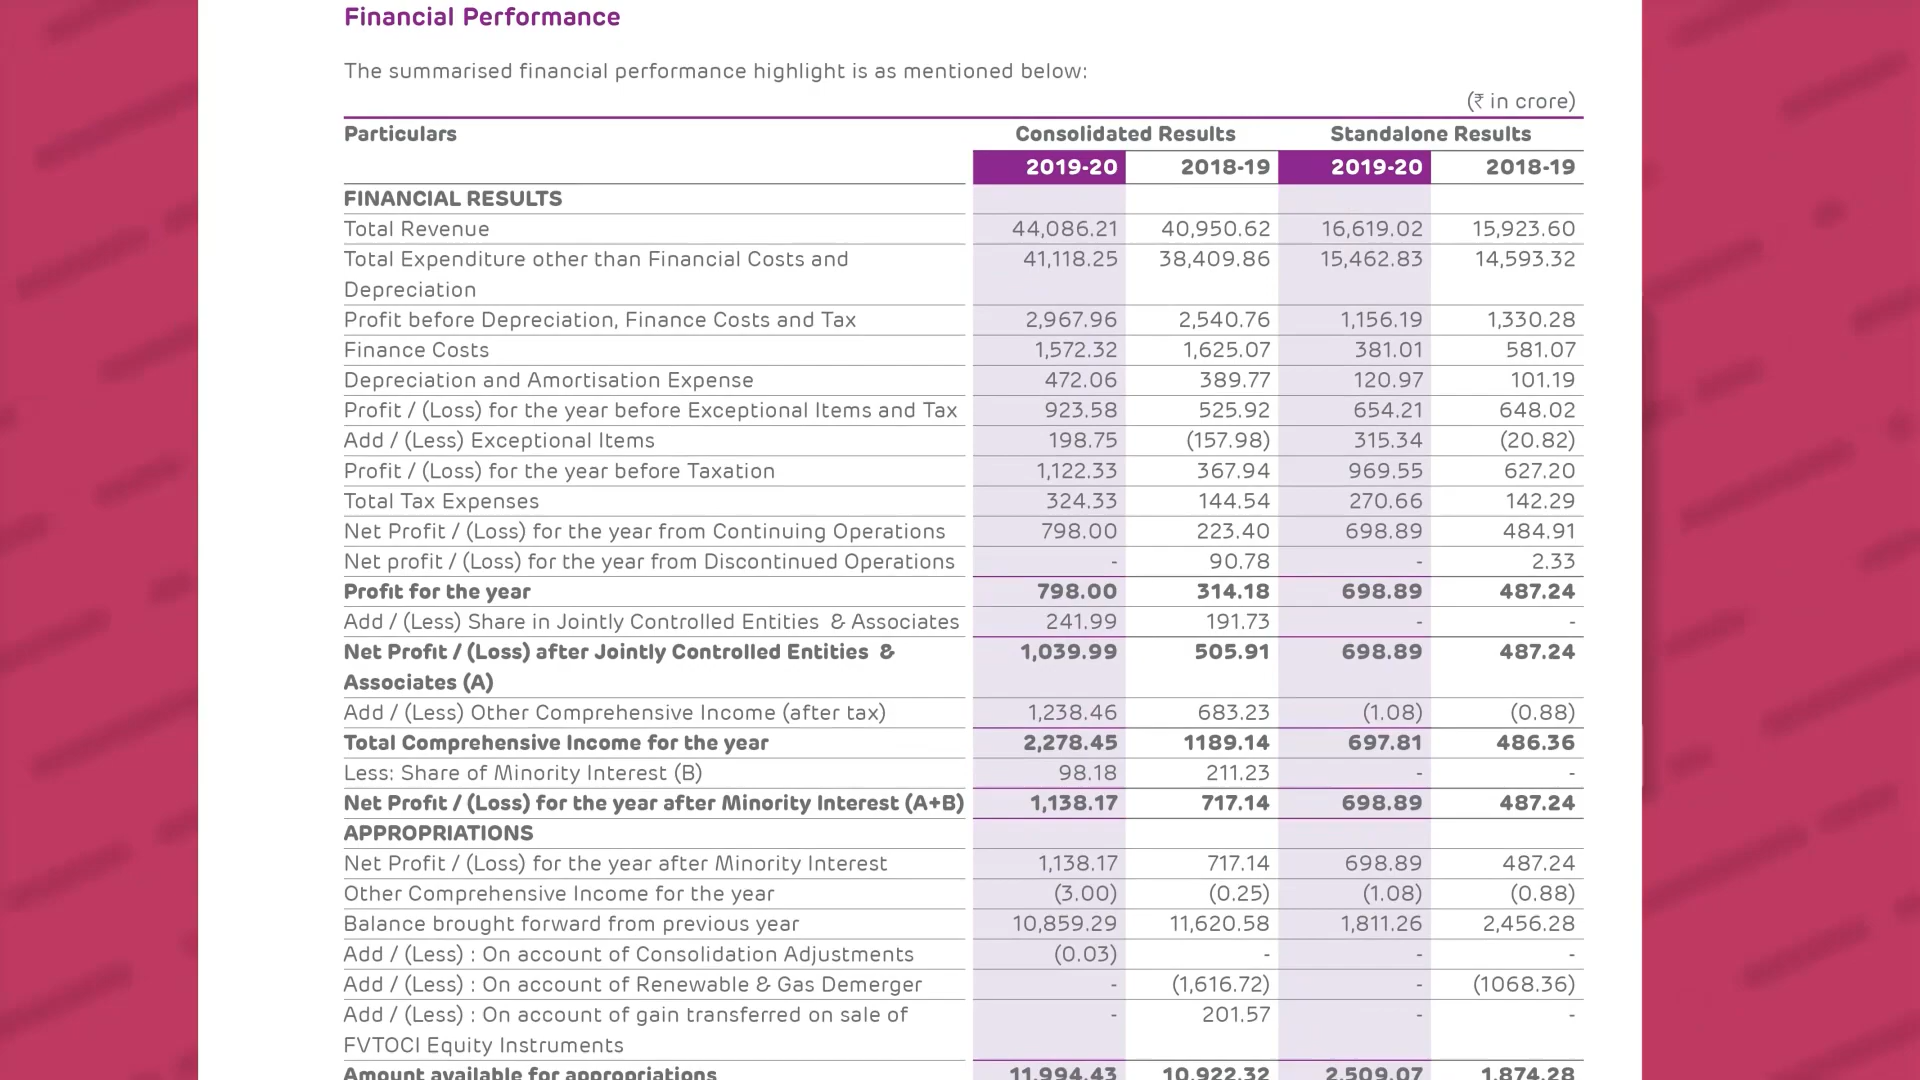 Financial Performance
The summarised financial performance highlight is as mentioned below:
(₹ in crore)
Particulars Consolidated Results Standalone Results
2019-20 2018-19 2019-20 2018-19
FINANCIAL RESULTS
Total Revenue 44,086.21 40,950.62 16,619.02 15,923.60
Total Expenditure other than Financial Costs and 41,118.25 38,409.86 15,462.83 14,593.32
Depreciation
Profit before Depreciation, Finance Costs and Tax 2,967.96 2,540.76 1,156.19 1,330.28
Finance Costs 1,572.32 1,625.07 381.01 581.07
Depreciation and Amortisation Expense 472.06 389.77 120.97 101.19
Profit / (Loss) for the year before Exceptional Items and Tax 923.58 525.92 654.21 648.02
Add / (Less) Exceptional Items 198.75 (157.98) 315.34 (20.82)
Profit / (Loss) for the year before Taxation 1,122.33 367.94 969.55 627.20
Total Tax Expenses 324.33 144.54 270.66 142.29
Net Profit / (Loss) for the year from Continuing Operations 798.00 223.40 698.89 484.91
Net profit / (Loss) for the year from Discontinued Operations - 90.78 - 2.33
Profit for the year 798.00 314.18 698.89 487.24
Add / (Less) Share in Jointly Controlled Entities & Associates 241.99 191.73 - -
Net Profit / (Loss) after Jointly Controlled Entities & 1,039.99 505.91 698.89 487.24
Associates (A)
Add / (Less) Other Comprehensive Income (after tax) 1,238.46 683.23 (1.08) (0.88)
Total Comprehensive Income for the year 2,278.45 1189.14 697.81 486.36
Less: Share of Minority Interest (B) 98.18 211.23 - -
Net Profit / (Loss) for the year after Minority Interest (A+B) 1,138.17 717.14 698.89 487.24
APPROPRIATIONS
Net Profit / (Loss) for the year after Minority Interest 1,138.17 717.14 698.89 487.24
Other Comprehensive Income for the year (3.00) (0.25) (1.08) (0.88)
Balance brought forward from previous year 10,859.29 11,620.58 1,811.26 2,456.28
Add / (Less) : On account of Consolidation Adjustments (0.03) - - -
Add / (Less) : On account of Renewable & Gas Demerger - (1,616.72) - (1068.36)
Add / (Less) : On account of gain transferred on sale of - 201.57 - -
FVTOCI Equity Instruments
Amount available for appropriations 11,994.43 10,922.32 2,509.07 1,874.28